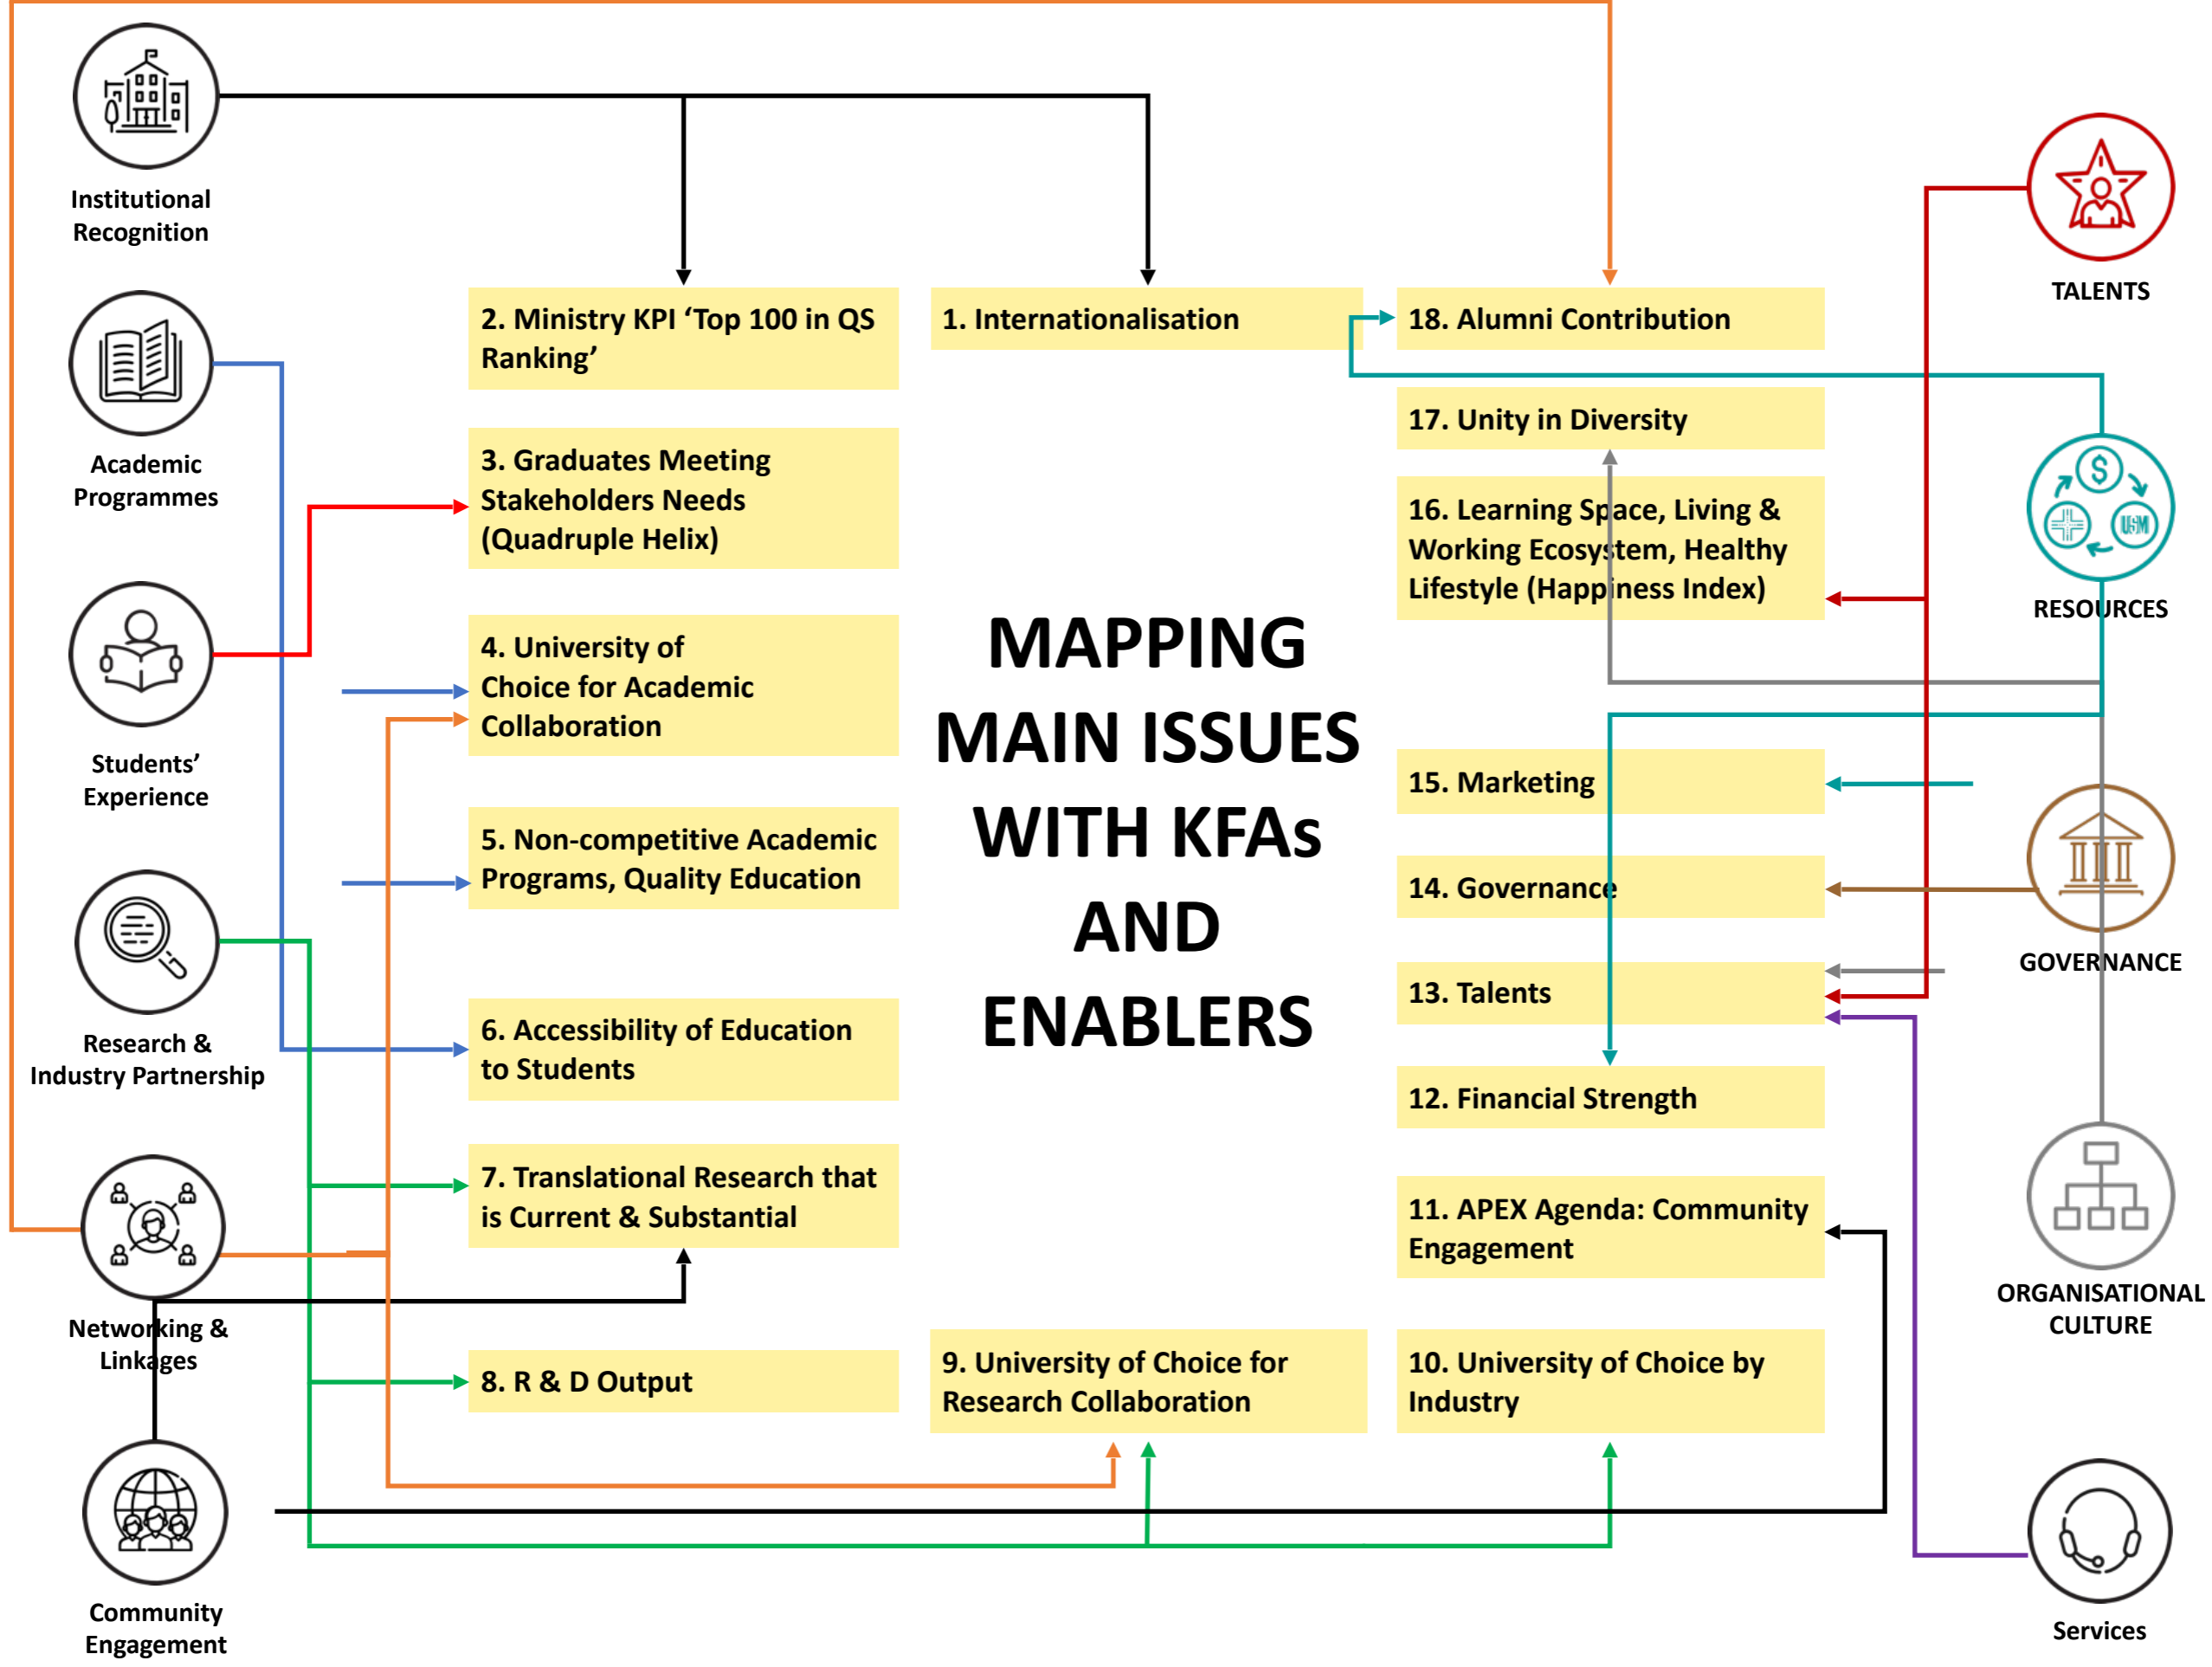 Institutional
Recognition
Academic
Programmes
Students’
Experience
Research &
Industry Partnership
Networking &
Linkages
Community
Engagement
2. Ministry KPI ‘Top 100 in QS
Ranking’
3. Graduates Meeting
Stakeholders Needs
(Quadruple Helix)
4. University of
Choice for Academic
Collaboration
5. Non-competitive Academic
Programs, Quality Education
6. Accessibility of Education
to Students
7. Translational Research that
is Current & Substantial
8. R & D Output
1. Internationalisation
MAPPING
MAIN ISSUES
WITH KFAs
AND
ENABLERS
9. University of Choice for
Research Collaboration
18. Alumni Contribution
17. Unity in Diversity
16. Learning Space, Living &
Working Ecosystem, Healthy
Lifestyle (Happiness Index)
15. Marketing
14. Governance
13. Talents
12. Financial Strength
11. APEX Agenda: Community
Engagement
10. University of Choice by
Industry
TALENTS
$
USM
RESOURCES
GOVERNANCE
ORGANISATIONAL
CULTURE
Services